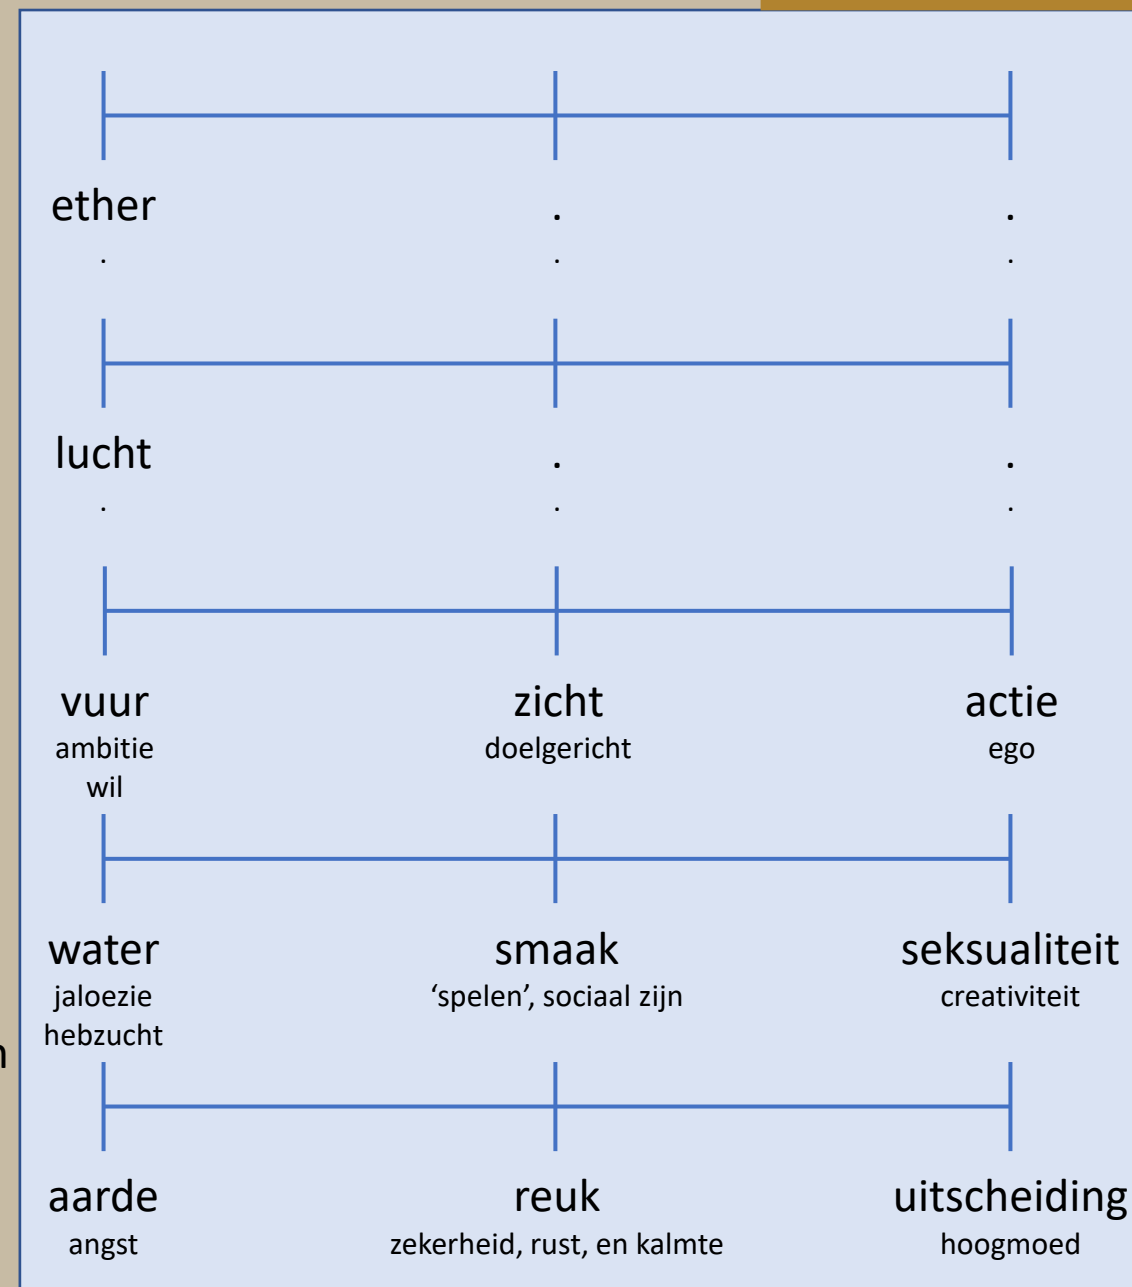 ether . .
. . .
lucht . .
. . .
vuur zicht actie
ambitie doelgericht ego
wil
water smaak seksualiteit
jaloezie ‘spelen’, sociaal zijn creativiteit
hebzucht
aarde reuk uitscheiding
angst zekerheid, rust, en kalmte hoogmoed